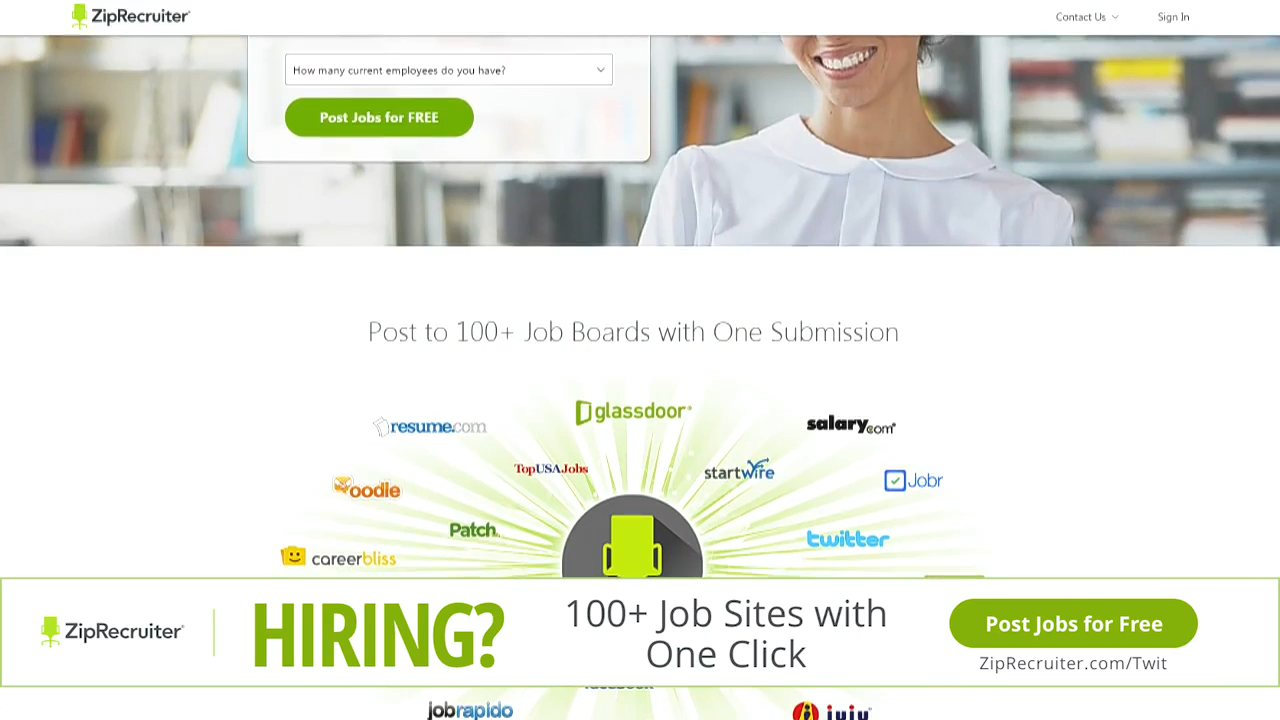 ZipRecruiter
Contact Us
Sign In
How many current employees do you have?
Post Jobs for FREE
Post to 100+ Job Boards with One Submission
glassdoor
resume.com
salary.com
TopUSAJobs
startwire
Jobr
oodle
Patch
twitter
careerbliss
ZipRecruiter
HIRING?
100+ Job Sites with
One Click
Post Jobs for Free
ZipRecruiter.com/Twit
jobrapido
juju